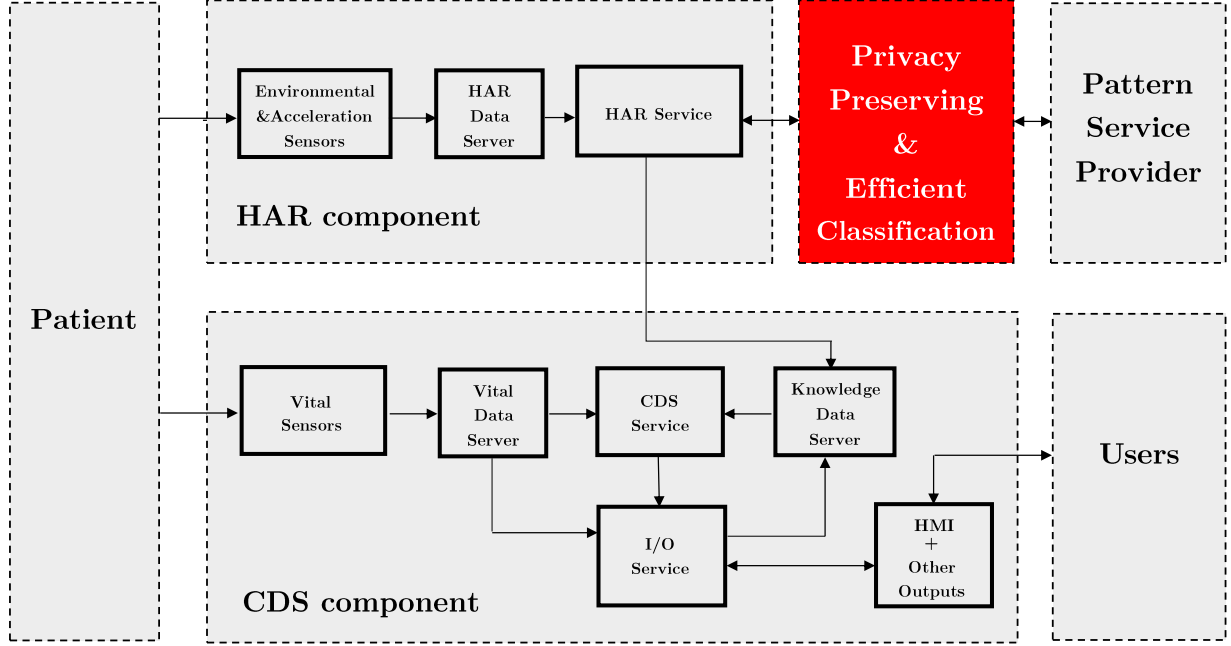 Patient
Environmental
&Acceleration
Sensors
HAR
Data
Server
HAR Service
HAR component
Privacy
Preserving
&
Efficient
Classification
Pattern
Service
Provider
Vital
Sensors
Vital
Data
Server
CDS
Service
Knowledge
Data
Server
I/O
Service
HMI
+
Other
Outputs
CDS component
Users